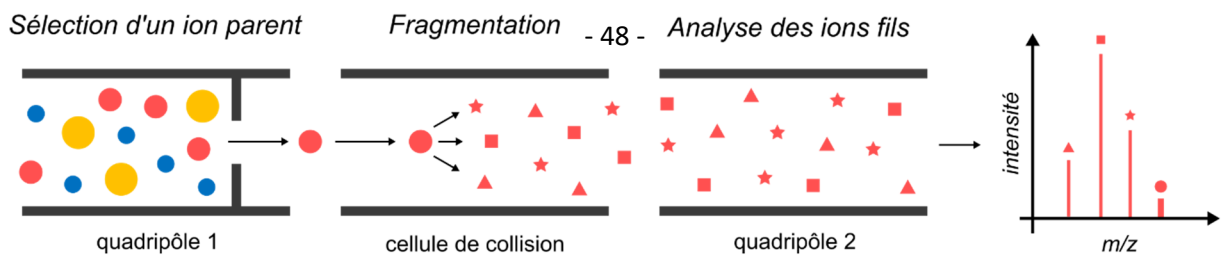 Sélection d'un ion parent
Fragmentation
- 48 -
Analyse des ions fils
intensité
quadripôle 1
cellule de collision
quadripôle 2
m/z